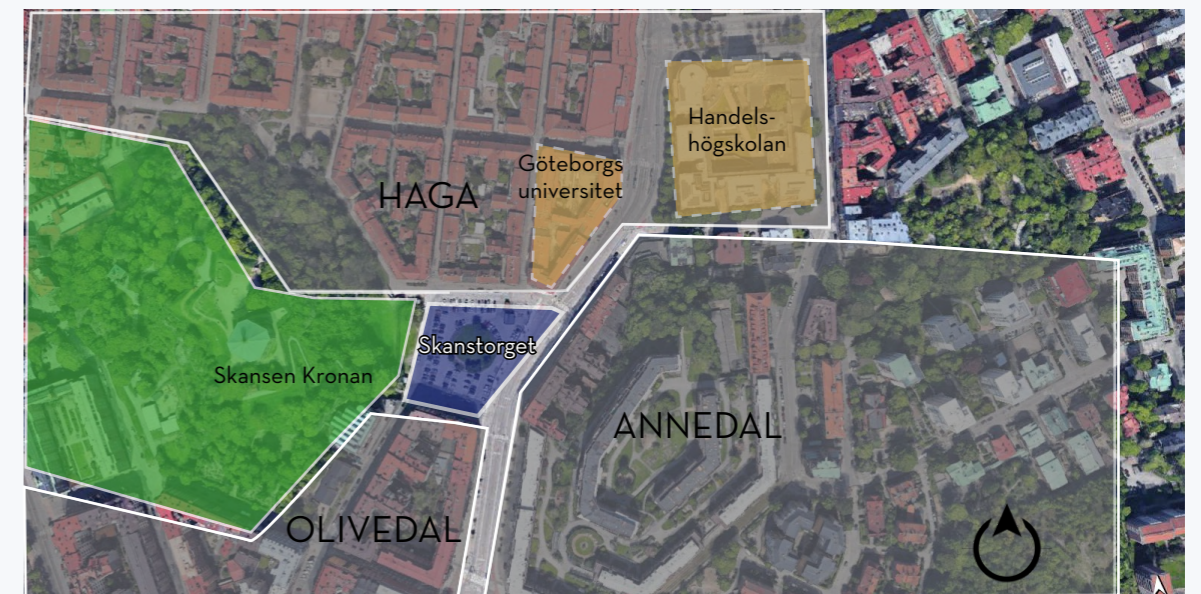 Handels-
högskolan
Göteborgs
universitet
HAGA
Skanstorget
Skansen Kronan
ANNEDAL
OLIVEDAL